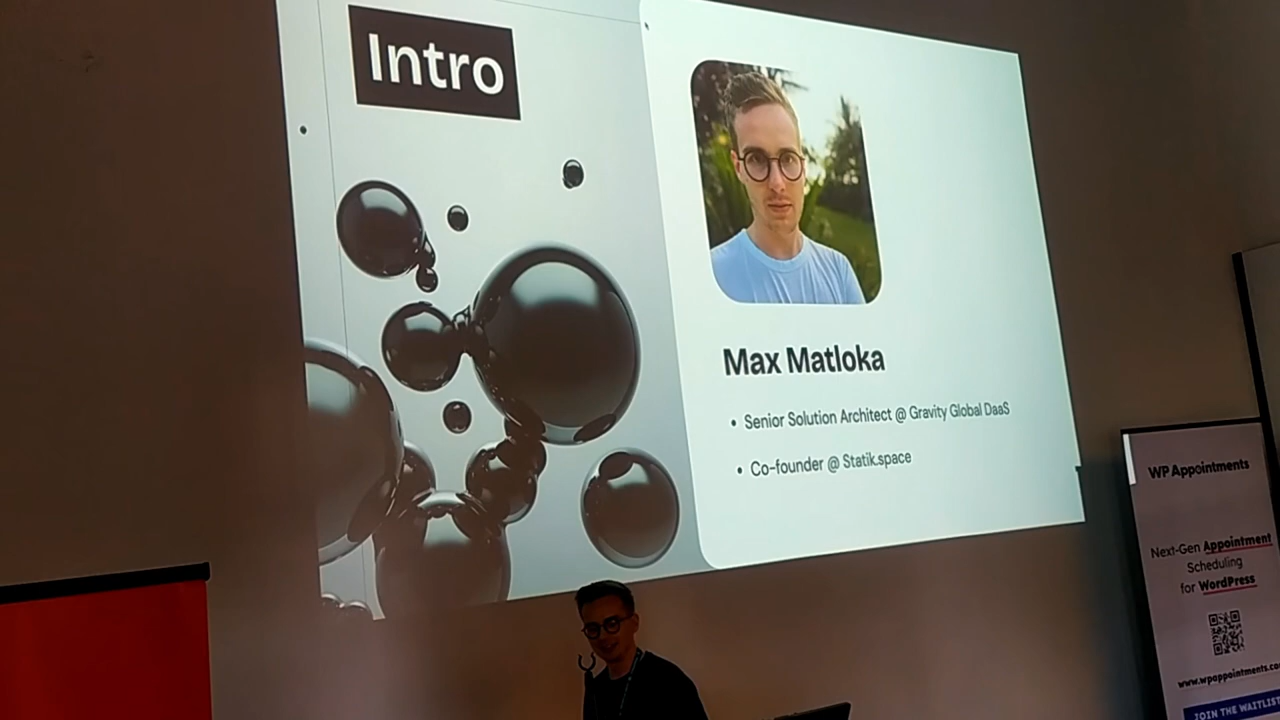 Intro
Max Matloka
• Senior Solution Architect @ Gravity Global DaaS
• Co-founder @ Statik.space
WP Appointments
Next-Gen Appointment
Scheduling
for WordPress
www.wpappointments.co
JOIN THE WAITLIST